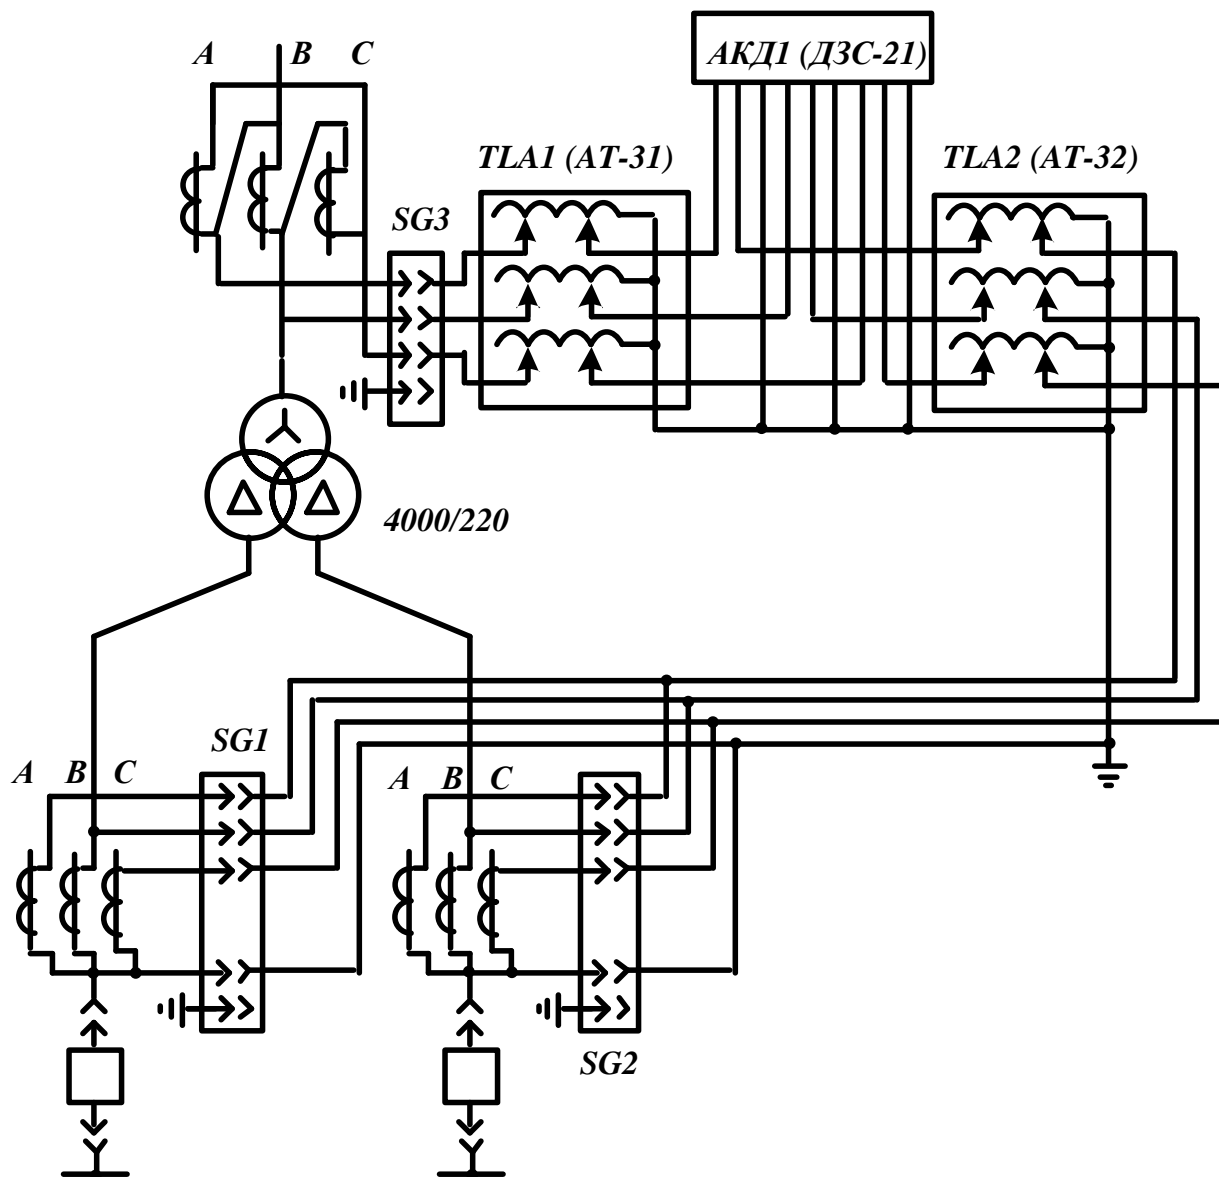 A B C
АКД1 (ДЗС-21)
TLA1 (AT-31)
TLA2 (AT-32)
SG3
4000/220
SG1
A B C
A B C
SG2